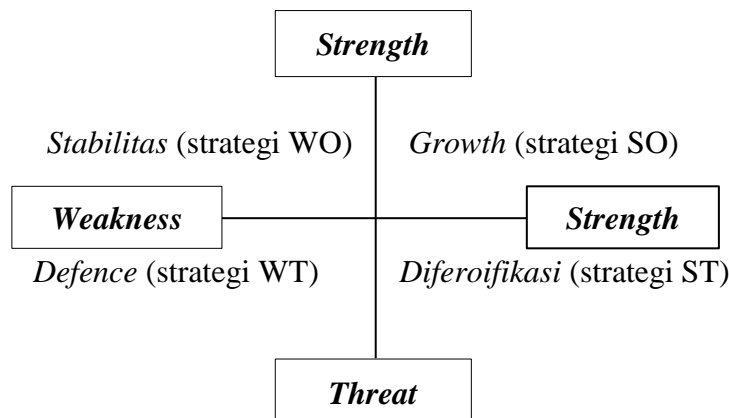 Strength
Stabilitas (strategi WO) Growth (strategi SO)
Weakness Strength
Defence (strategi WT) Diferoifikasi (strategi ST)
Threat